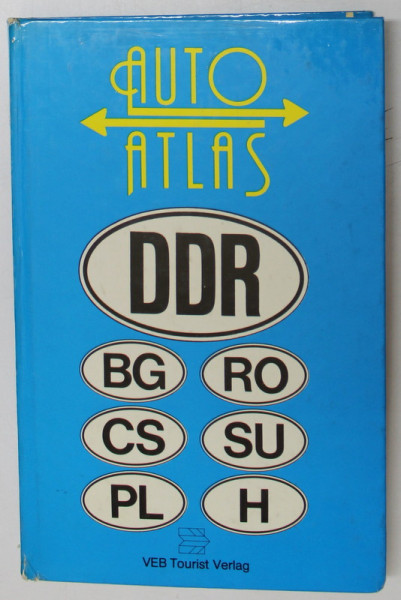 AUTO
ATLAS
DDR
BG RO
CS SU
PL H
VEB Tourist Verlag